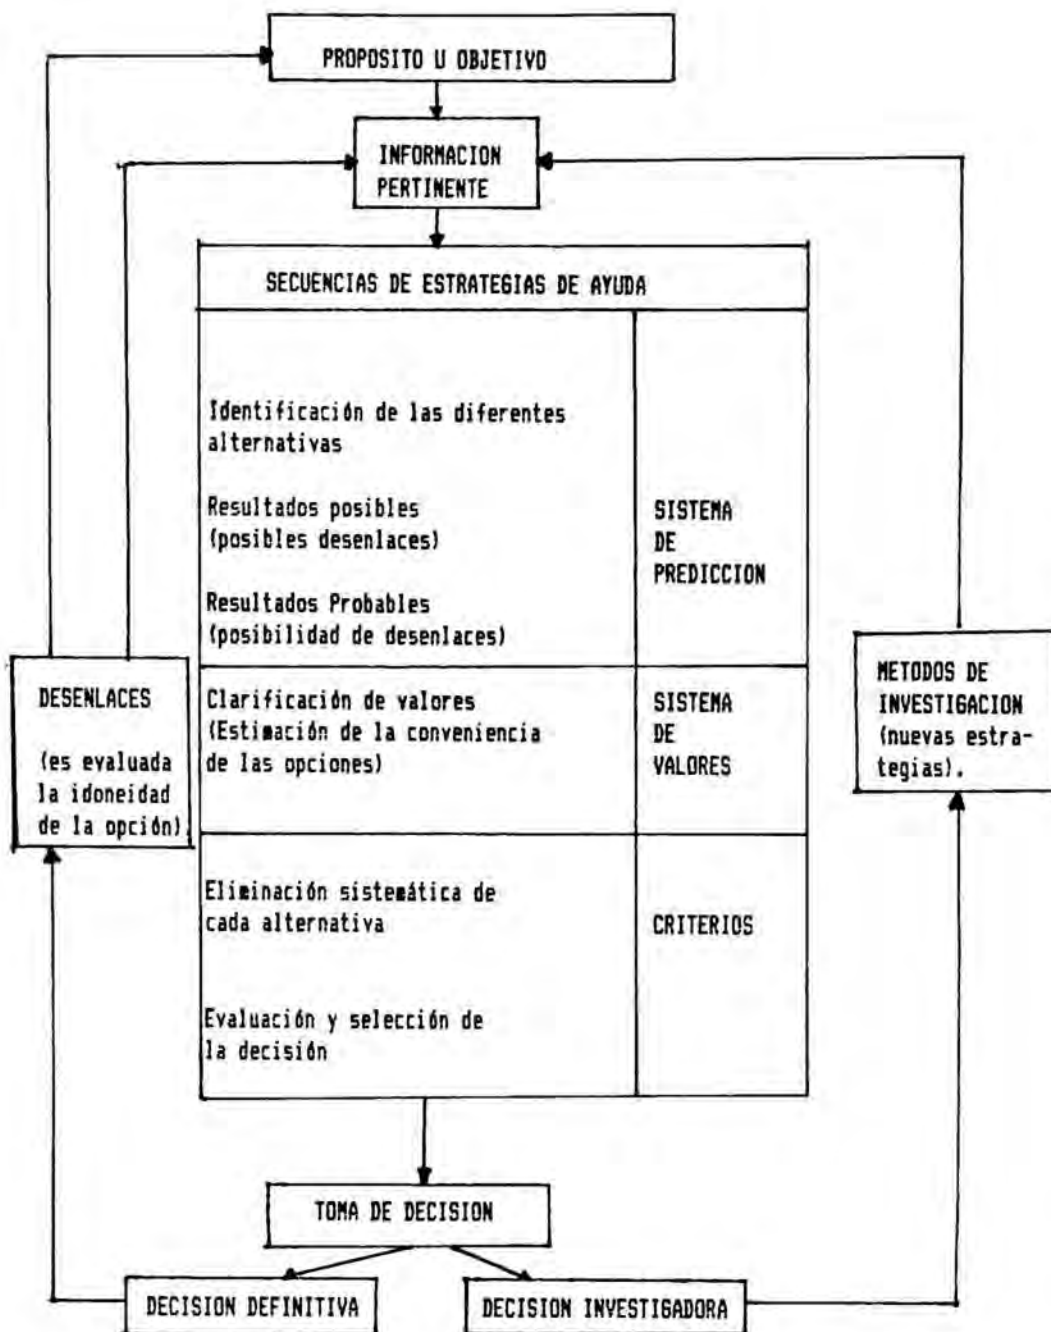 PROPOSITO U OBJETIVO
INFORMACION
PERTINENTE
SECUENCIAS DE ESTRATEGIAS DE AYUDA
Identificación de las diferentes
alternativas
Resultados posibles
(posibles desenlaces)
Resultados Probables
(posibilidad de desenlaces)
SISTEMA
DE
PREDICCION
DESENLACES
(es evaluada
la idoneidad
de la opción).
Clarificación de valores
(Estimación de la conveniencia
de las opciones)
SISTEMA
DE
VALORES
METODOS DE
INVESTIGACION
(nuevas estra-
tegias).
Eliminación sistemática de
cada alternativa
CRITERIOS
Evaluación y selección de
la decisión
TOMA DE DECISION
DECISION DEFINITIVA
DECISION INVESTIGADORA